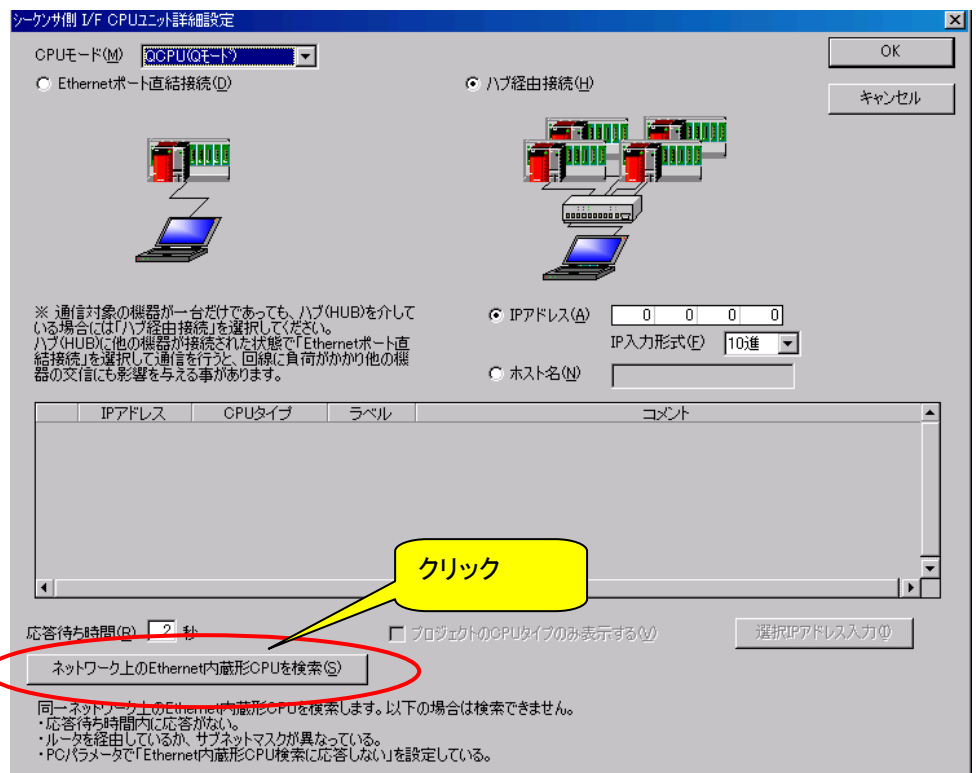 シーケンサ側 I/F CPUユニット詳細設定
CPUモード(M) QCPU(Qモード)
OK
Ethernetポート直結接続(D)
ハブ経由接続(H)
キャンセル
※ 通信対象の機器が一台だけであっても、ハブ(HUB)を介して
いる場合には「ハブ経由接続」を選択してください。
ハブ(HUB)に他の機器が接続された状態で「Ethernetポート直
結接続」を選択して通信を行うと、回線に負荷がかかり他の機
器の交信にも影響を与える事があります。
IPアドレス(A) 0 0 0 0
IP入力形式(F) 10進
ホスト名(N)
IPアドレス CPUタイプ ラベル コメント
クリック
応答待ち時間(R) 2 秒
プロジェクトのCPUタイプのみ表示する(V)
選択IPアドレス入力(I)
ネットワーク上のEthernet内蔵形CPUを検索(S)
同一ネットワーク上のEthernet内蔵形CPUを検索します。以下の場合は検索できません。
・応答待ち時間内に応答がない。
・ルータを経由しているか、サブネットマスクが異なっている。
・PCパラメータで「Ethernet内蔵形CPU検索に応答しない」を設定している。